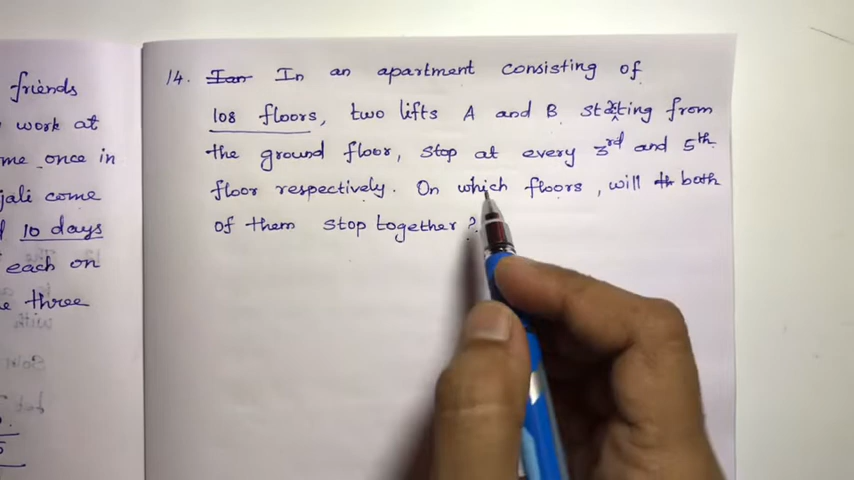 friends
work at
me once in
jali come
10 days
each on
three
14. In an apartment consisting of
108 floors, two lifts A and B starting from
the ground floor, stop at every 3rd and 5th
floor respectively. On which floors, will both
of them stop together?